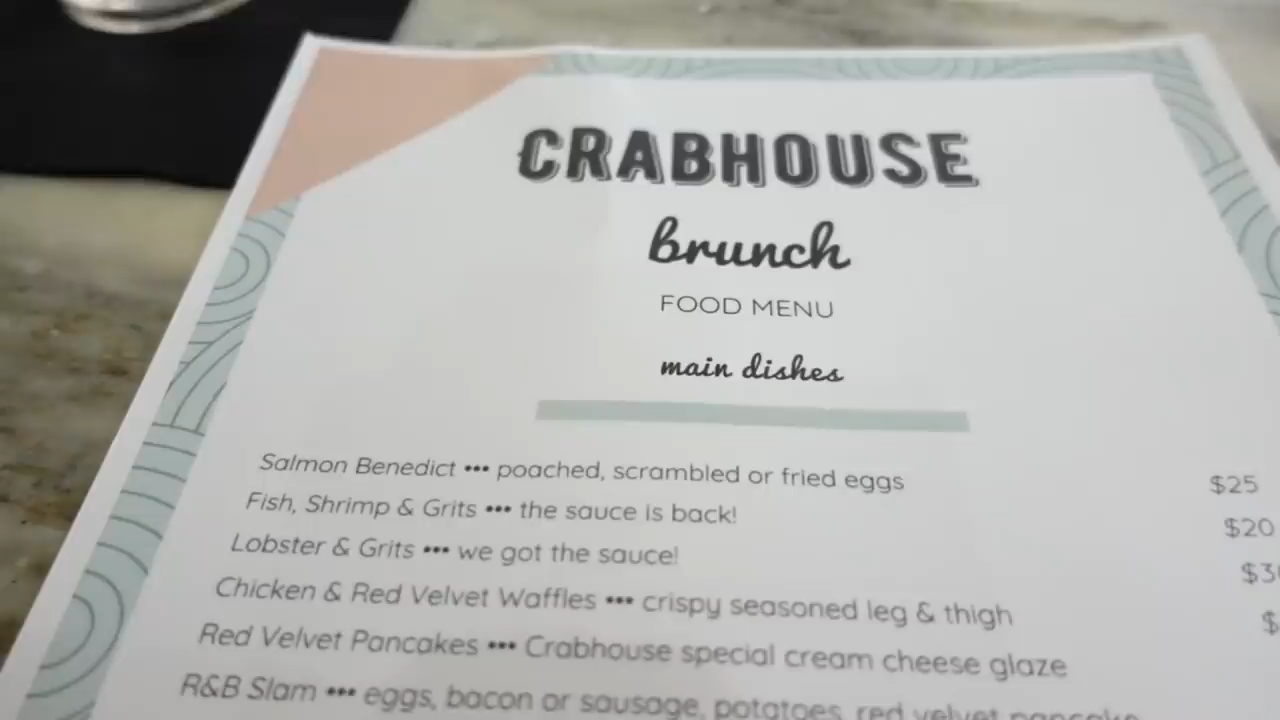 CRABHOUSE
brunch
FOOD MENU
main dishes
Salmon Benedict ••• poached, scrambled or fried eggs $25
Fish, Shrimp & Grits ••• the sauce is back! $20
Lobster & Grits ••• we got the sauce! $3
Chicken & Red Velvet Waffles ••• crispy seasoned leg & thigh $
Red Velvet Pancakes ••• Crabhouse special cream cheese glaze
R&B Slam ••• eggs, bacon or sausage, potatoes, red velvet pancake